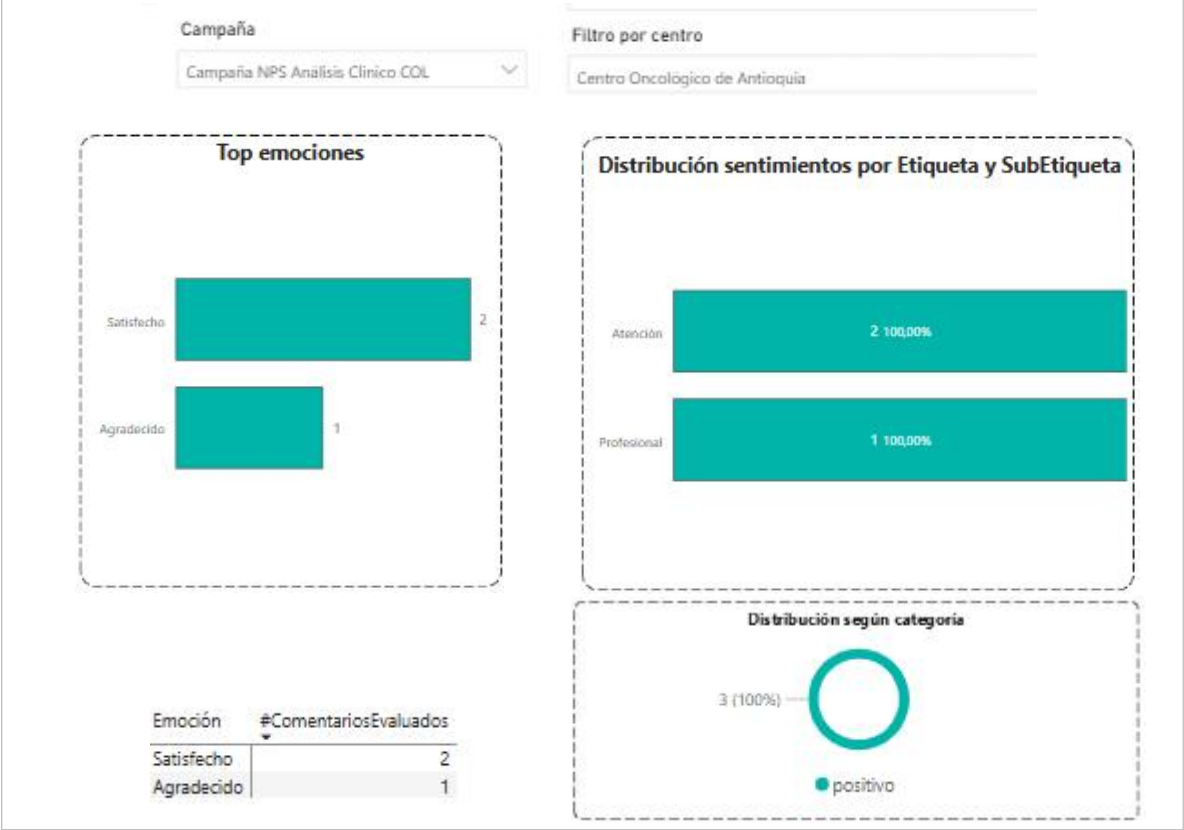 Campaña
Campaña NPS Análisis Clinico COL
Filtro por centro
Centro Oncológico de Antioquia
Top emociones
Satisfecho
2
Agradecido
1
Distribución sentimientos por Etiqueta y SubEtiqueta
Atención
2 100,00%
Profesional
1 100,00%
Distribución según categoría
3 (100%)
positivo
Emoción #ComentariosEvaluados
Satisfecho 2
Agradecido 1